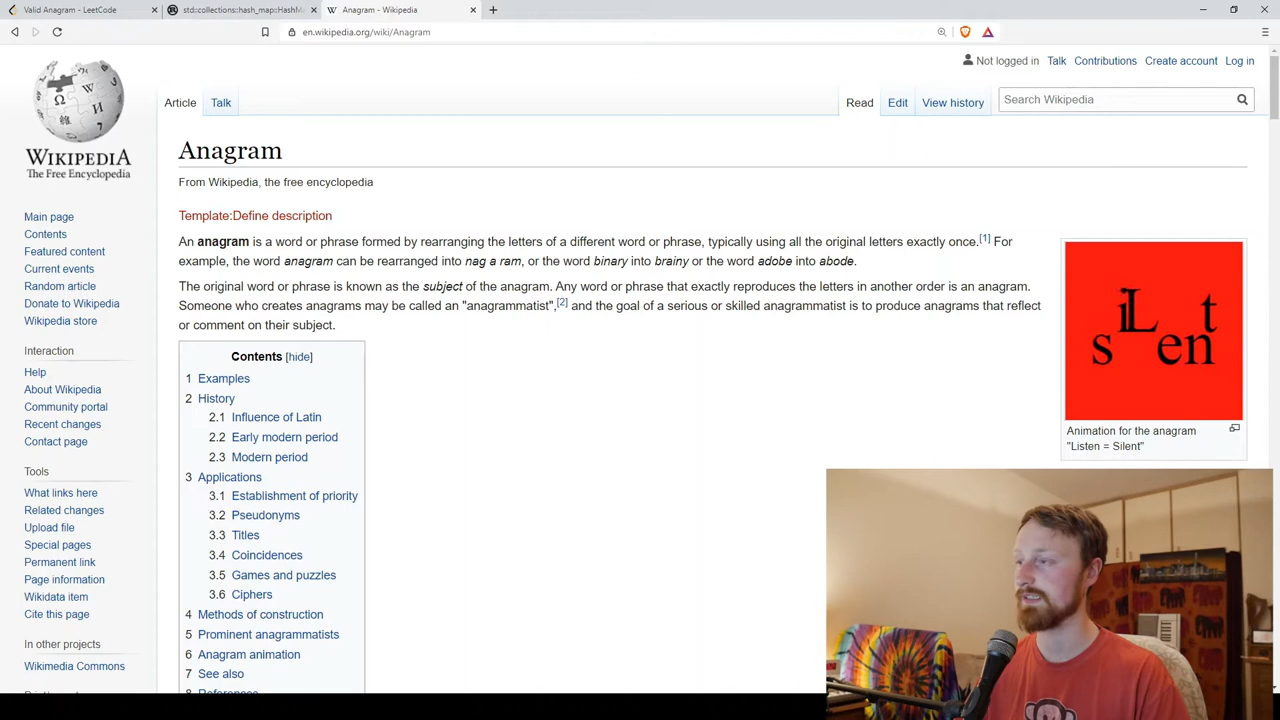 Valid Anagram - LeetCode
std::collections::hash_map::HashM
Anagram - Wikipedia
en.wikipedia.org/wiki/Anagram
Not logged in Talk Contributions Create account Log in
Article Talk
Read Edit View history
Search Wikipedia
WIKIPEDIA
The Free Encyclopedia
Main page
Contents
Featured content
Current events
Random article
Donate to Wikipedia
Wikipedia store
Interaction
Help
About Wikipedia
Community portal
Recent changes
Contact page
Tools
What links here
Related changes
Upload file
Special pages
Permanent link
Page information
Wikidata item
Cite this page
In other projects
Wikimedia Commons
Anagram
From Wikipedia, the free encyclopedia
Template:Define description
An anagram is a word or phrase formed by rearranging the letters of a different word or phrase, typically using all the original letters exactly once.[1] For
example, the word anagram can be rearranged into nag a ram, or the word binary into brainy or the word adobe into abode.
The original word or phrase is known as the subject of the anagram. Any word or phrase that exactly reproduces the letters in another order is an anagram.
Someone who creates anagrams may be called an "anagrammatist",[2] and the goal of a serious or skilled anagrammatist is to produce anagrams that reflect
or comment on their subject.
Contents [hide]
1 Examples
2 History
2.1 Influence of Latin
2.2 Early modern period
2.3 Modern period
3 Applications
3.1 Establishment of priority
3.2 Pseudonyms
3.3 Titles
3.4 Coincidences
3.5 Games and puzzles
3.6 Ciphers
4 Methods of construction
5 Prominent anagrammatists
6 Anagram animation
7 See also
8 References
siLent
Animation for the anagram
"Listen = Silent"